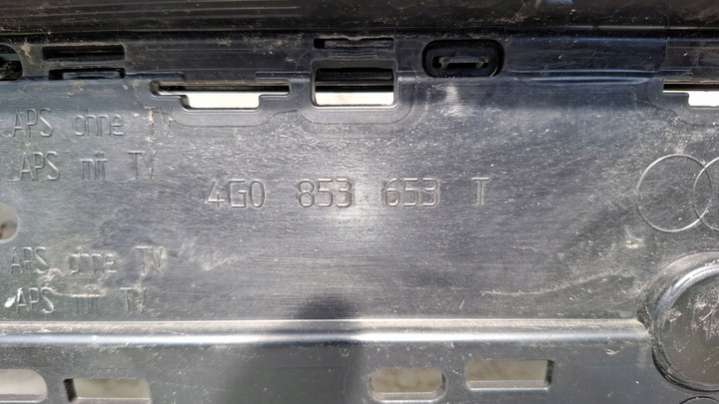 APS ohne TV
APS mit TV
4G0 853 653 T
APS ohne TV
APS mit TV